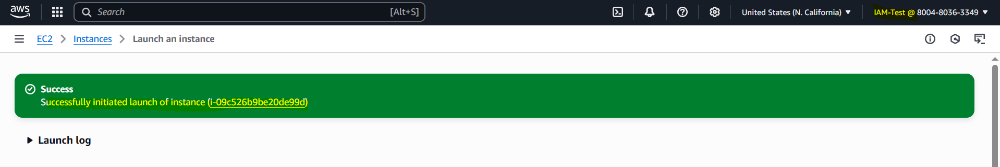 aws
Search
[Alt+S]
United States (N. California)
IAM-Test @ 8004-8036-3349
EC2
Instances
Launch an instance
Success
Successfully initiated launch of instance (i-09c526b9be20de99d)
Launch log